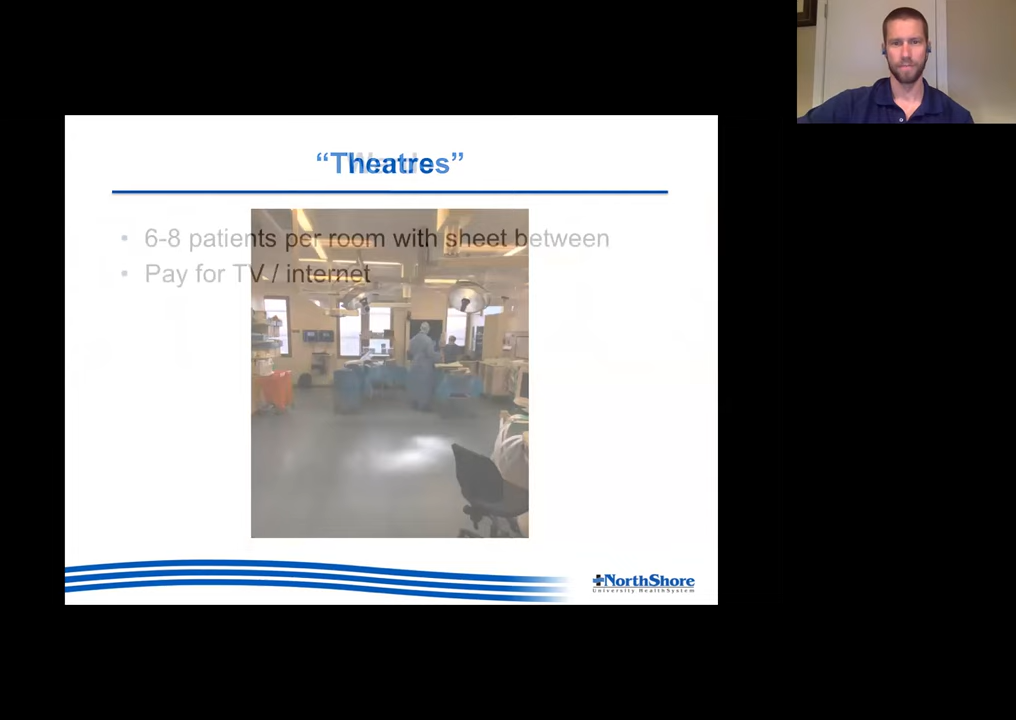 “Theatres”
• 6-8 patients per room with sheet between
• Pay for TV / internet
NorthShore
University HealthSystem